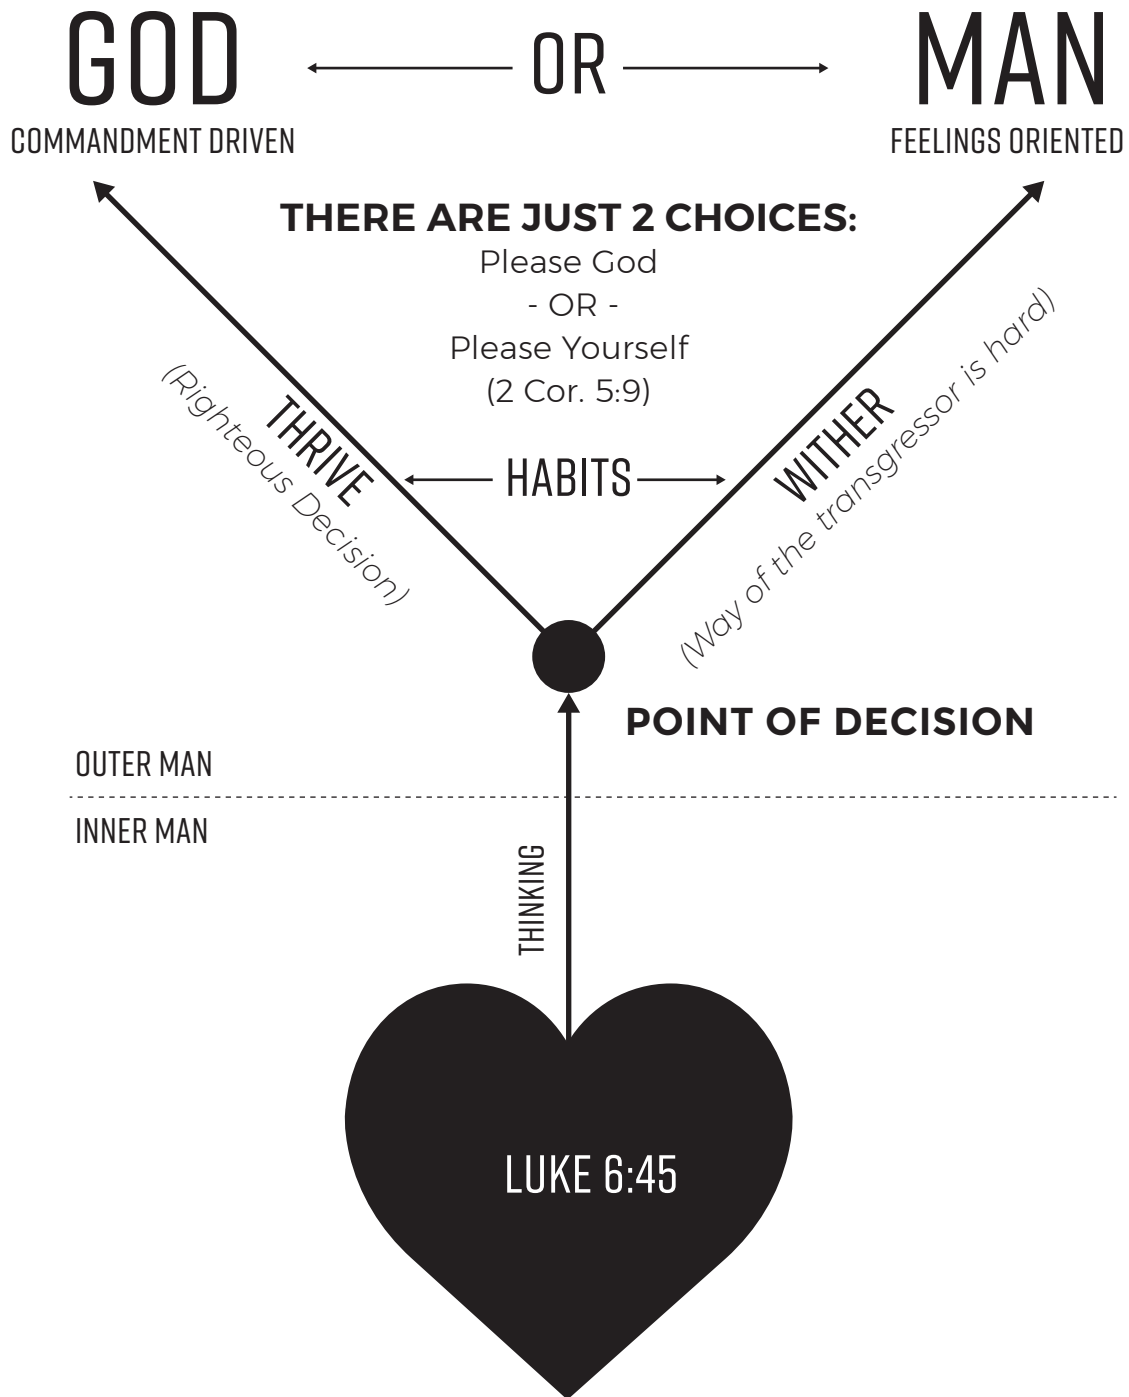 GOD
OR
MAN
COMMANDMENT DRIVEN
FEELINGS ORIENTED
THERE ARE JUST 2 CHOICES:
Please God
- OR -
Please Yourself
(2 Cor. 5:9)
THRIVE
(Righteous Decision)
HABITS
WITHER
(Way of the transgressor is hard)
POINT OF DECISION
OUTER MAN
INNER MAN
THINKING
LUKE 6:45